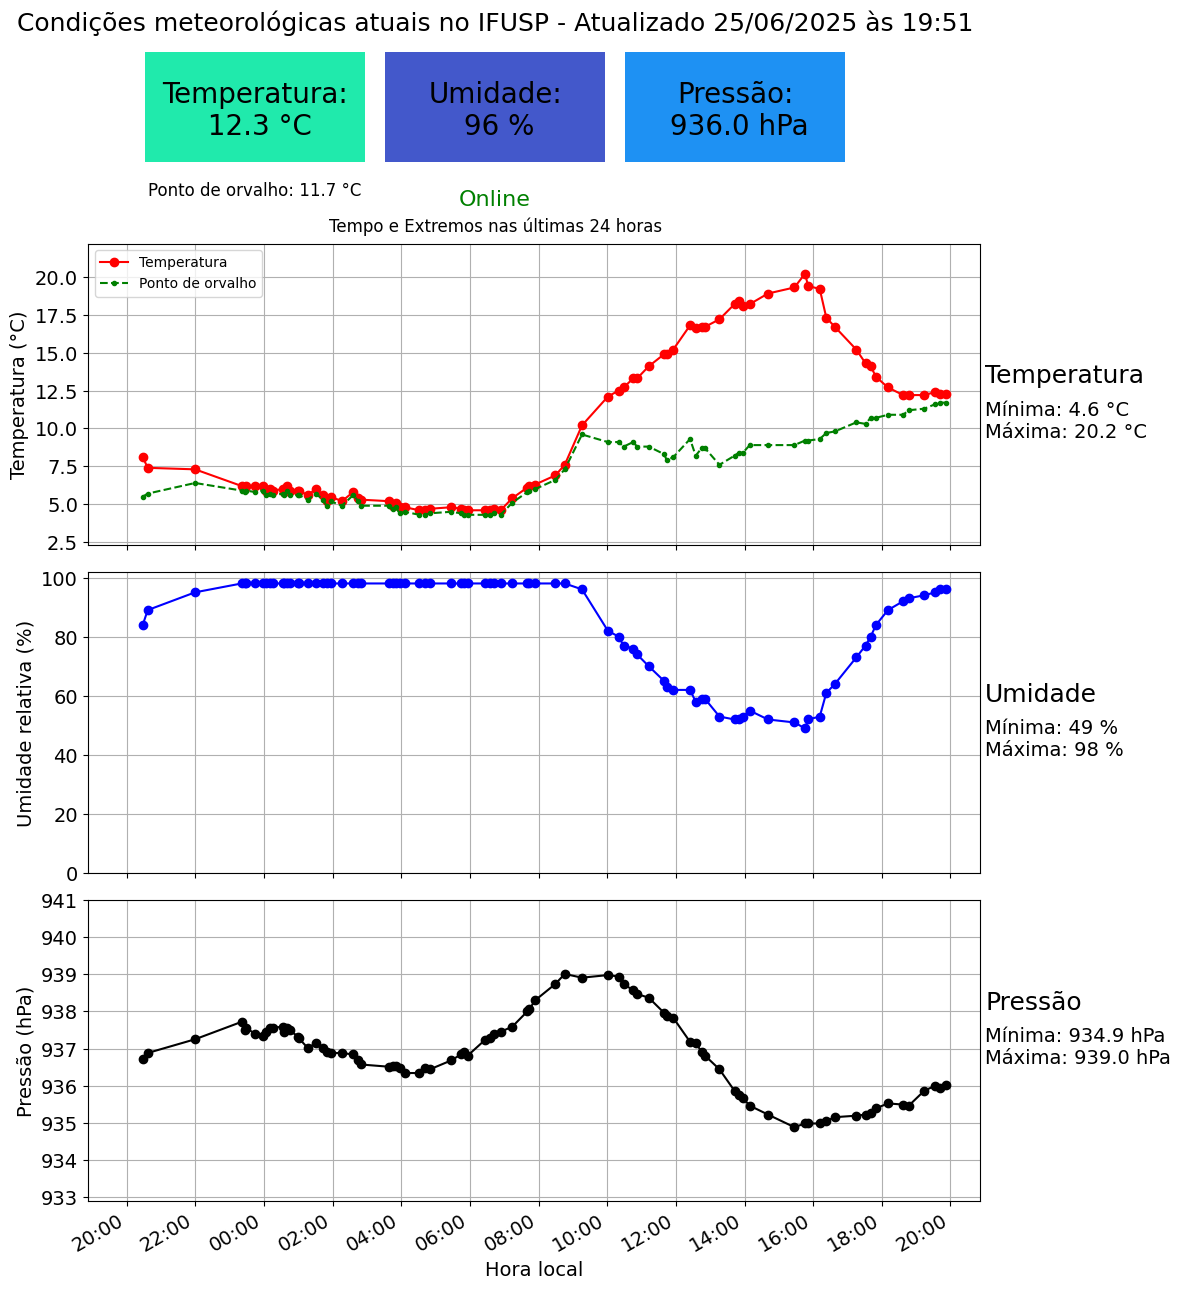 Condições meteorológicas atuais no IFUSP - Atualizado 25/06/2025 às 19:51
Temperatura:
12.3 °C
Umidade:
96 %
Pressão:
936.0 hPa
Ponto de orvalho: 11.7 °C
Online
Tempo e Extremos nas últimas 24 horas
Temperatura
Ponto de orvalho
Temperatura (°C)
20.0
17.5
15.0
12.5
10.0
7.5
5.0
2.5
Temperatura
Mínima: 4.6 °C
Máxima: 20.2 °C
Umidade relativa (%)
100
80
60
40
20
0
Umidade
Mínima: 49 %
Máxima: 98 %
Pressão (hPa)
941
940
939
938
937
936
935
934
933
Pressão
Mínima: 934.9 hPa
Máxima: 939.0 hPa
20:00
22:00
00:00
02:00
04:00
06:00
08:00
10:00
12:00
14:00
16:00
18:00
20:00
Hora local